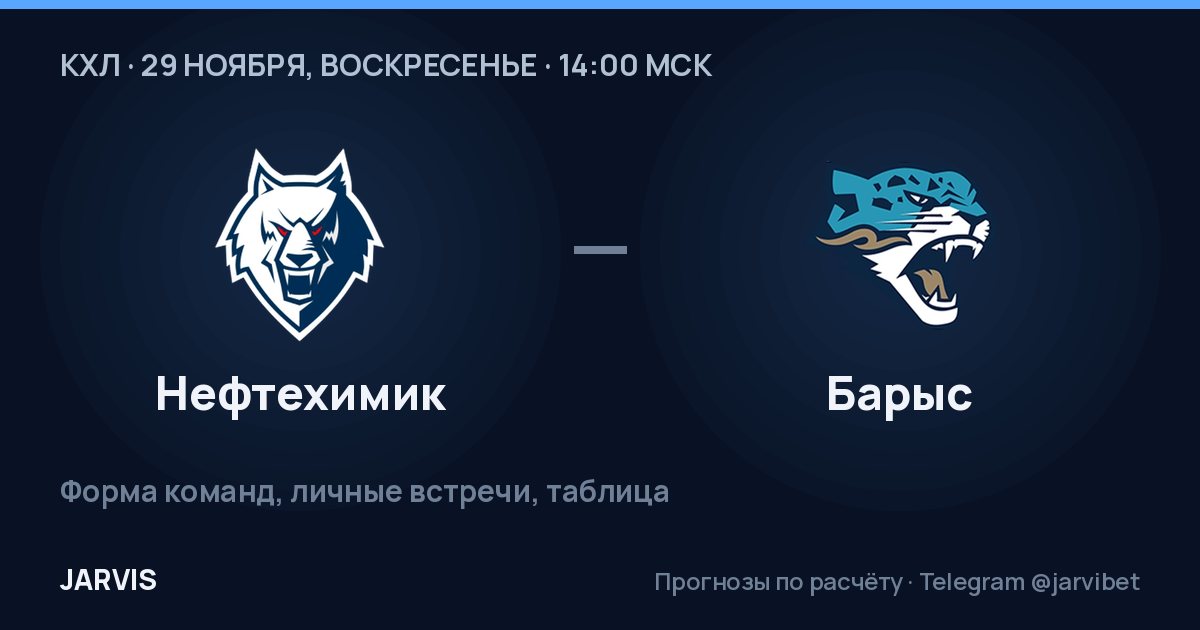 КХЛ · 29 НОЯБРЯ, ВОСКРЕСЕНЬЕ · 14:00 МСК
Нефтехимик — Барыс
Форма команд, личные встречи, таблица
JARVIS
Прогнозы по расчёту · Telegram @jarvibet